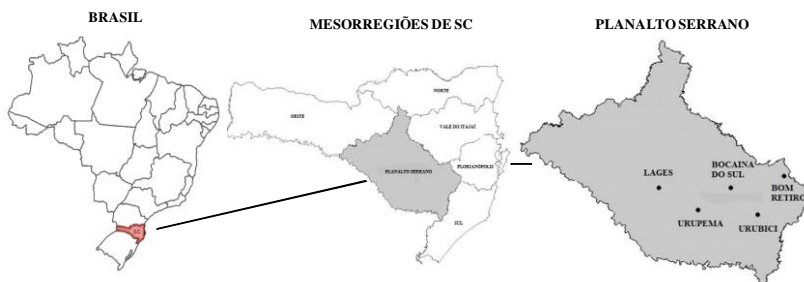 BRASIL
MESORREGIÕES DE SC
PLANALTO SERRANO
SC
NORTE
OESTE
VALE DO ITAJAÍ
FLORIANÓPOLIS
PLANALTO SERRANO
SUL
LAGES
BOCAINA
DO SUL
BOM
RETIRO
URUPEMA
URUBICI